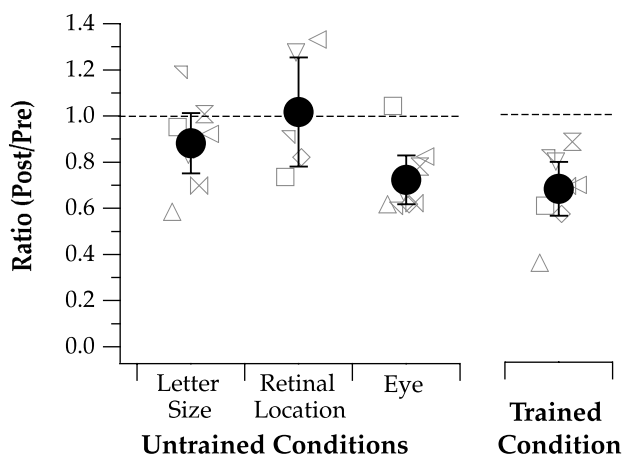 Ratio (Post/Pre)
1.4
1.2
1.0
0.8
0.6
0.4
0.2
0.0
Letter
Size
Retinal
Location
Eye
Untrained Conditions
Trained
Condition